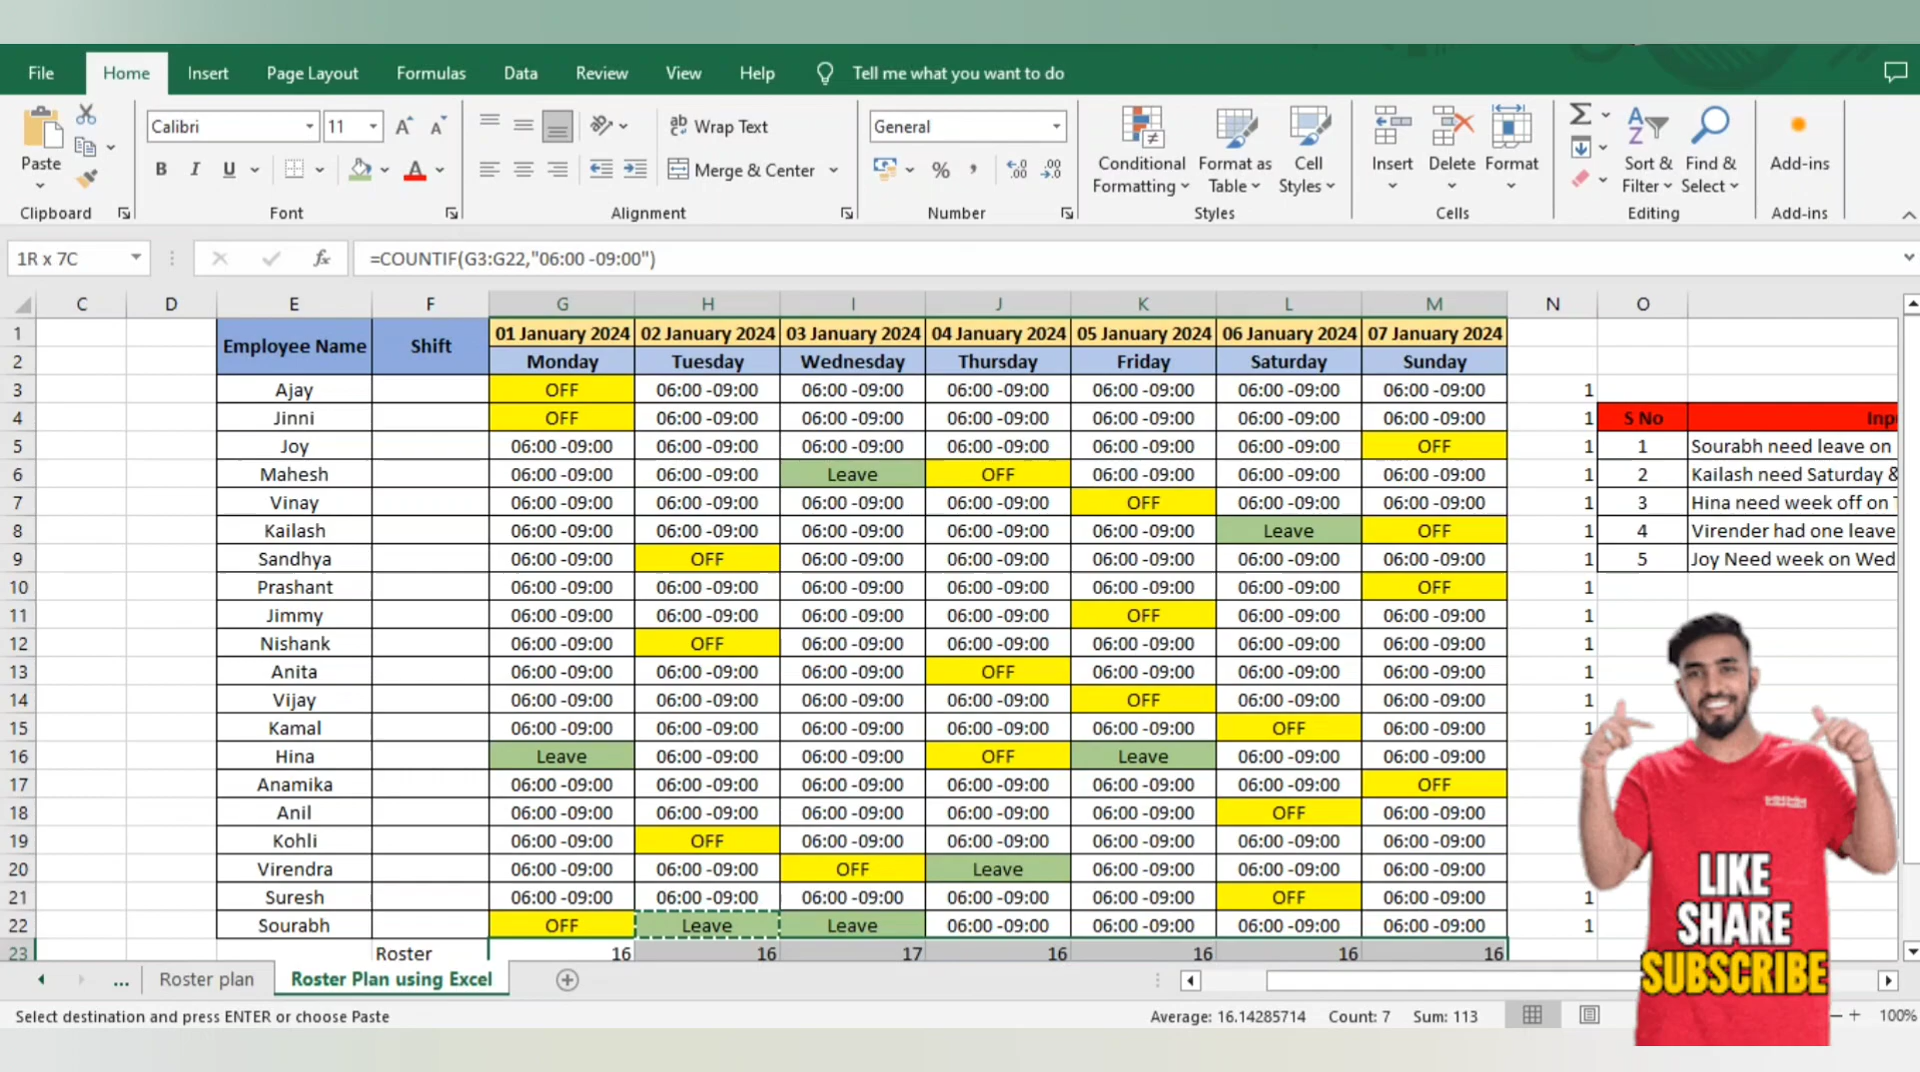 File Home Insert Page Layout Formulas Data Review View Help Tell me what you want to do
Calibri 11 Wrap Text General
Paste B I U Merge & Center % , Conditional Formatting Format as Table Cell Styles Insert Delete Format Sort & Filter Find & Select Add-ins
Clipboard Font Alignment Number Styles Cells Editing Add-ins
1R x 7C fx =COUNTIF(G3:G22,"06:00 -09:00")
C D E F G H I J K L M N O
1 Employee Name Shift 01 January 2024 02 January 2024 03 January 2024 04 January 2024 05 January 2024 06 January 2024 07 January 2024
2 Monday Tuesday Wednesday Thursday Friday Saturday Sunday
3 Ajay OFF 06:00 -09:00 06:00 -09:00 06:00 -09:00 06:00 -09:00 06:00 -09:00 06:00 -09:00 1
4 Jinni OFF 06:00 -09:00 06:00 -09:00 06:00 -09:00 06:00 -09:00 06:00 -09:00 06:00 -09:00 1 S No Inp
5 Joy 06:00 -09:00 06:00 -09:00 06:00 -09:00 06:00 -09:00 06:00 -09:00 06:00 -09:00 OFF 1 1 Sourabh need leave on
6 Mahesh 06:00 -09:00 06:00 -09:00 Leave OFF 06:00 -09:00 06:00 -09:00 06:00 -09:00 1 2 Kailash need Saturday &
7 Vinay 06:00 -09:00 06:00 -09:00 06:00 -09:00 06:00 -09:00 OFF 06:00 -09:00 06:00 -09:00 1 3 Hina need week off on
8 Kailash 06:00 -09:00 06:00 -09:00 06:00 -09:00 06:00 -09:00 06:00 -09:00 Leave OFF 1 4 Virender had one leave
9 Sandhya 06:00 -09:00 OFF 06:00 -09:00 06:00 -09:00 06:00 -09:00 06:00 -09:00 06:00 -09:00 1 5 Joy Need week on Wed
10 Prashant 06:00 -09:00 06:00 -09:00 06:00 -09:00 06:00 -09:00 06:00 -09:00 06:00 -09:00 OFF 1
11 Jimmy 06:00 -09:00 06:00 -09:00 06:00 -09:00 06:00 -09:00 OFF 06:00 -09:00 06:00 -09:00 1
12 Nishank 06:00 -09:00 OFF 06:00 -09:00 06:00 -09:00 06:00 -09:00 06:00 -09:00 06:00 -09:00 1
13 Anita 06:00 -09:00 06:00 -09:00 06:00 -09:00 OFF 06:00 -09:00 06:00 -09:00 06:00 -09:00 1
14 Vijay 06:00 -09:00 06:00 -09:00 06:00 -09:00 06:00 -09:00 OFF 06:00 -09:00 06:00 -09:00 1
15 Kamal 06:00 -09:00 06:00 -09:00 06:00 -09:00 06:00 -09:00 06:00 -09:00 OFF 06:00 -09:00 1
16 Hina Leave 06:00 -09:00 06:00 -09:00 OFF Leave 06:00 -09:00 06:00 -09:00
17 Anamika 06:00 -09:00 06:00 -09:00 06:00 -09:00 06:00 -09:00 06:00 -09:00 06:00 -09:00 OFF
18 Anil 06:00 -09:00 06:00 -09:00 06:00 -09:00 06:00 -09:00 06:00 -09:00 OFF 06:00 -09:00
19 Kohli 06:00 -09:00 OFF 06:00 -09:00 06:00 -09:00 06:00 -09:00 06:00 -09:00 06:00 -09:00
20 Virendra 06:00 -09:00 06:00 -09:00 OFF Leave 06:00 -09:00 06:00 -09:00 06:00 -09:00
21 Suresh 06:00 -09:00 06:00 -09:00 06:00 -09:00 06:00 -09:00 06:00 -09:00 OFF 06:00 -09:00 1
22 Sourabh OFF Leave Leave 06:00 -09:00 06:00 -09:00 06:00 -09:00 06:00 -09:00 1
23 Roster 16 16 17 16 16 16 16
LIKE
SHARE
SUBSCRIBE
... Roster plan Roster Plan using Excel
Select destination and press ENTER or choose Paste Average: 16.14285714 Count: 7 Sum: 113 100%